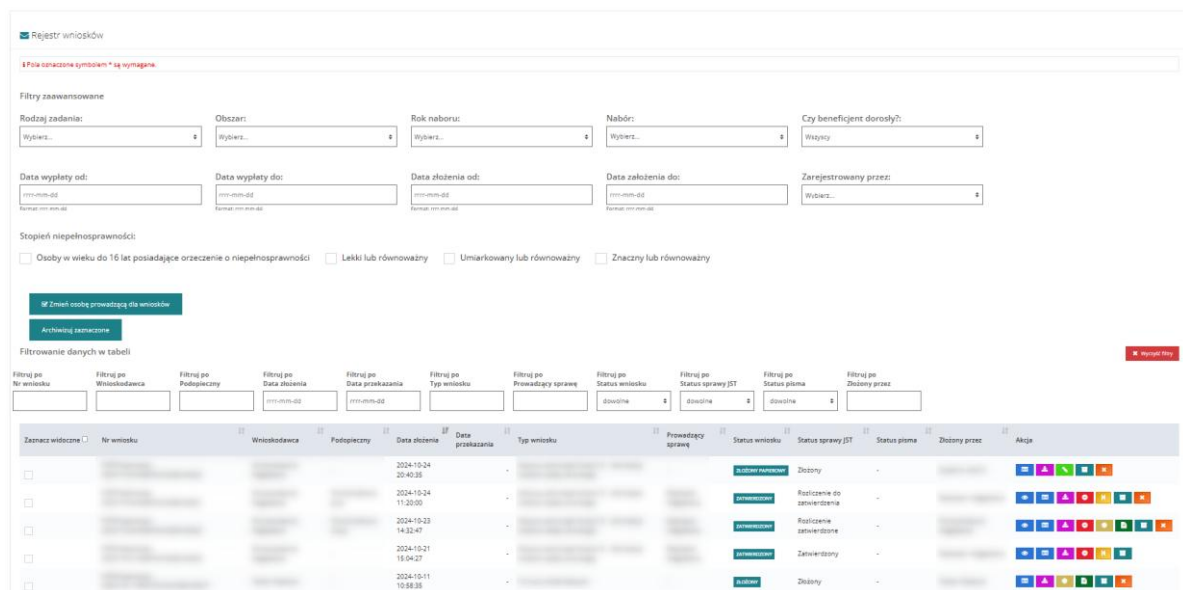 Rejestr wniosków
Pola oznaczone symbolem * są wymagane.
Filtry zaawansowane
Rodzaj zadania: Obszar: Rok naboru: Nabór: Czy beneficjent dorosły?:
Wybierz... Wybierz... Wybierz... Wybierz... Wszyscy
Data wypłaty od: Data wypłaty do: Data złożenia od: Data założenia do: Zarejestrowany przez:
rrrr-mm-dd rrrr-mm-dd rrrr-mm-dd rrrr-mm-dd Wybierz...
Format: rrrr-mm-dd Format: rrrr-mm-dd Format: rrrr-mm-dd Format: rrrr-mm-dd
Stopień niepełnosprawności:
Osoby w wieku do 16 lat posiadające orzeczenie o niepełnosprawności Lekki lub równoważny Umiarkowany lub równoważny Znaczny lub równoważny
Zmień osobę prowadzącą dla wniosków
Archiwizuj zaznaczone
Filtrowanie danych w tabeli Wyczyść filtry
Filtruj po Filtruj po Filtruj po Filtruj po Filtruj po Filtruj po Filtruj po Filtruj po Filtruj po Filtruj po Filtruj po
Nr wniosku Wnioskodawca Podopieczny Data złożenia Data przekazania Typ wniosku Prowadzący sprawę Status wniosku Status sprawy JST Status pisma Złożony przez
rrrr-mm-dd rrrr-mm-dd dowolne dowolne dowolne
Zaznacz widoczne Nr wniosku Wnioskodawca Podopieczny Data złożenia Data przekazania Typ wniosku Prowadzący sprawę Status wniosku Status sprawy JST Status pisma Złożony przez Akcja
2024-10-24
20:40:35 - ZŁOŻONY PAPIEROWY Złożony -
2024-10-24 Rozliczenie do
11:20:00 - ZATWIERDZONY zatwierdzenia -
2024-10-23 Rozliczenie
14:32:47 - ZATWIERDZONY zatwierdzone -
2024-10-21
15:04:27 - ZATWIERDZONY Zatwierdzony -
2024-10-11
10:58:35 - ZŁOŻONY Złożony -